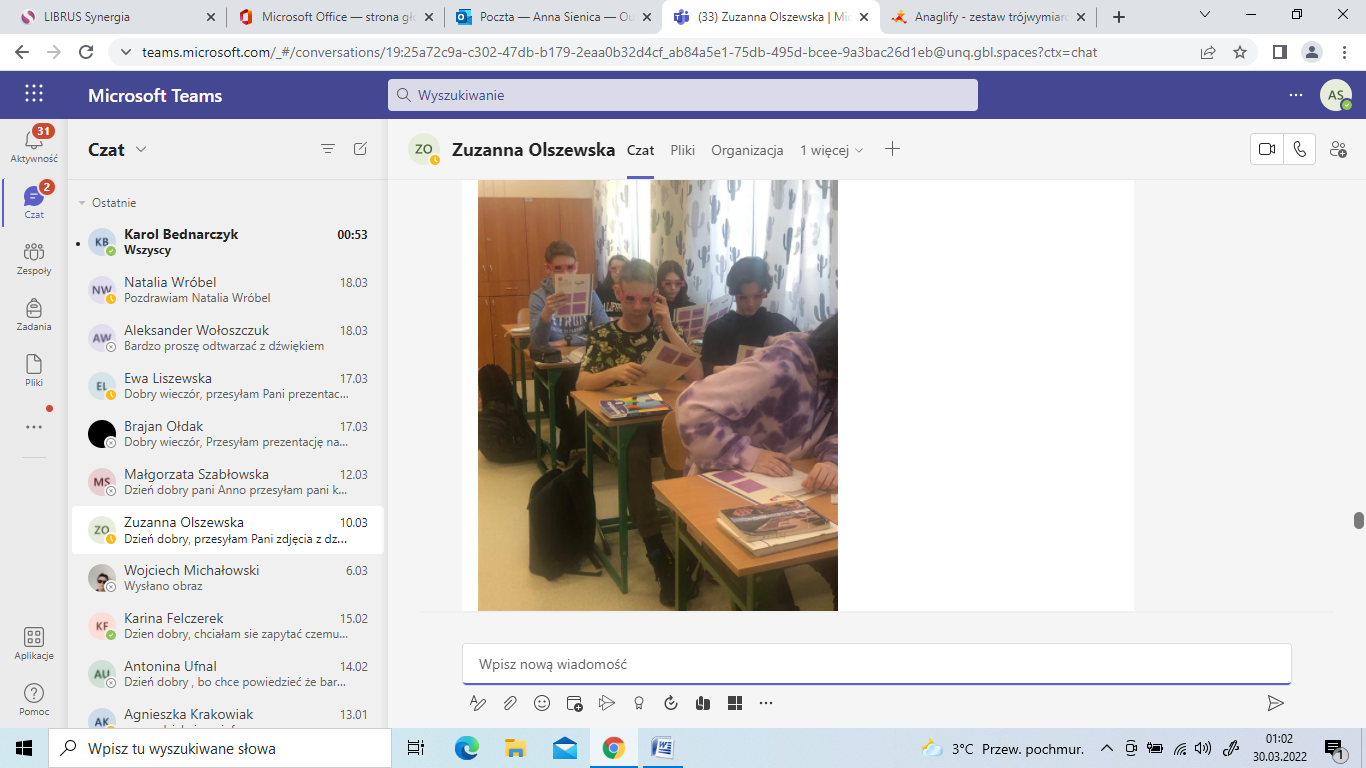 LIBRUS Synergia
Microsoft Office — strona gł
Poczta — Anna Sienica — Ou
(33) Zuzanna Olszewska | Mic
Anaglify - zestaw trójwymiaro
teams.microsoft.com/_#/conversations/19:25a72c9a-c302-47db-b179-2eaa0b32d4cf_ab84a5e1-75db-495d-bcee-9a3bac26d1eb@unq.gbl.spaces?ctx=chat
Microsoft Teams
Wyszukiwanie
AS
31
Aktywność
2
Czat
Zespoły
Zadania
Pliki
Aplikacje
Pomoc
Czat
Ostatnie
KB
Karol Bednarczyk 00:53
Wszyscy
NW
Natalia Wróbel 18.03
Pozdrawiam Natalia Wróbel
AW
Aleksander Wołoszczuk 18.03
Bardzo proszę odtwarzać z dźwiękiem
EL
Ewa Liszewska 17.03
Dobry wieczór, przesyłam Pani prezentac...
Brajan Ołdak 17.03
Dobry wieczór, Przesyłam prezentację na...
MS
Małgorzata Szabłowska 12.03
Dzień dobry pani Anno przesyłam pani k...
ZO
Zuzanna Olszewska 10.03
Dzień dobry, przesyłam Pani zdjęcia z dz...
Wojciech Michałowski 6.03
Wysłano obraz
KF
Karina Felczerek 15.02
Dzien dobry, chciałam sie zapytać czemu...
AU
Antonina Ufnal 14.02
Dzień dobry , bo chce powiedzieć że bar...
AK
Agnieszka Krakowiak 13.01
ZO
Zuzanna Olszewska Czat Pliki Organizacja 1 więcej
Wpisz nową wiadomość
Wpisz tu wyszukiwane słowa
3°C Przew. pochmur.
01:02
30.03.2022
1